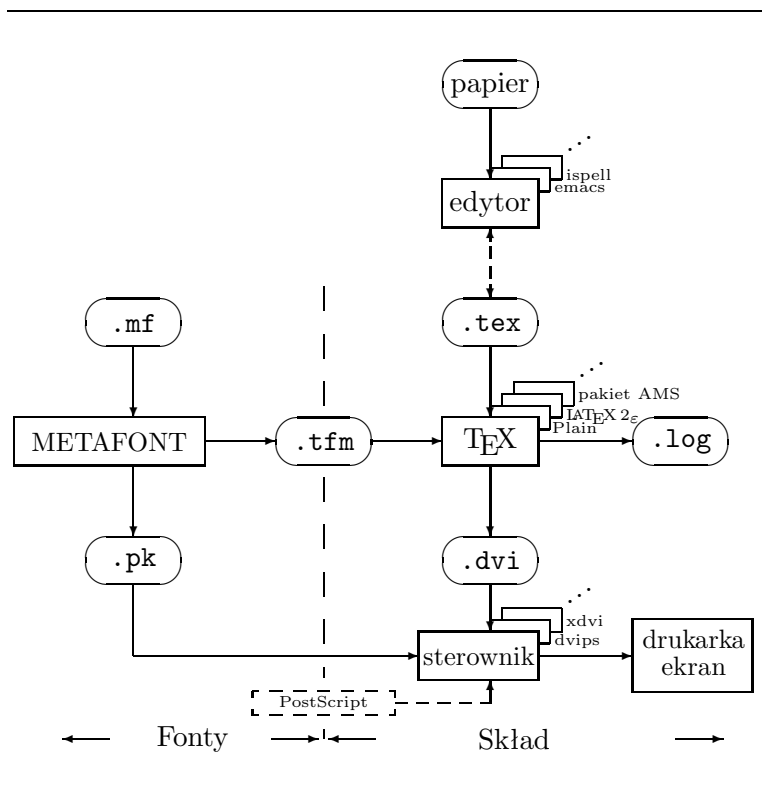 papier
ispell
emacs
edytor
.mf
.tex
pakiet AMS
LATEX 2ε
Plain
METAFONT
.tfm
TEX
.log
.pk
.dvi
xdvi
dvips
sterownik
drukarka
ekran
PostScript
Fonty
Skład